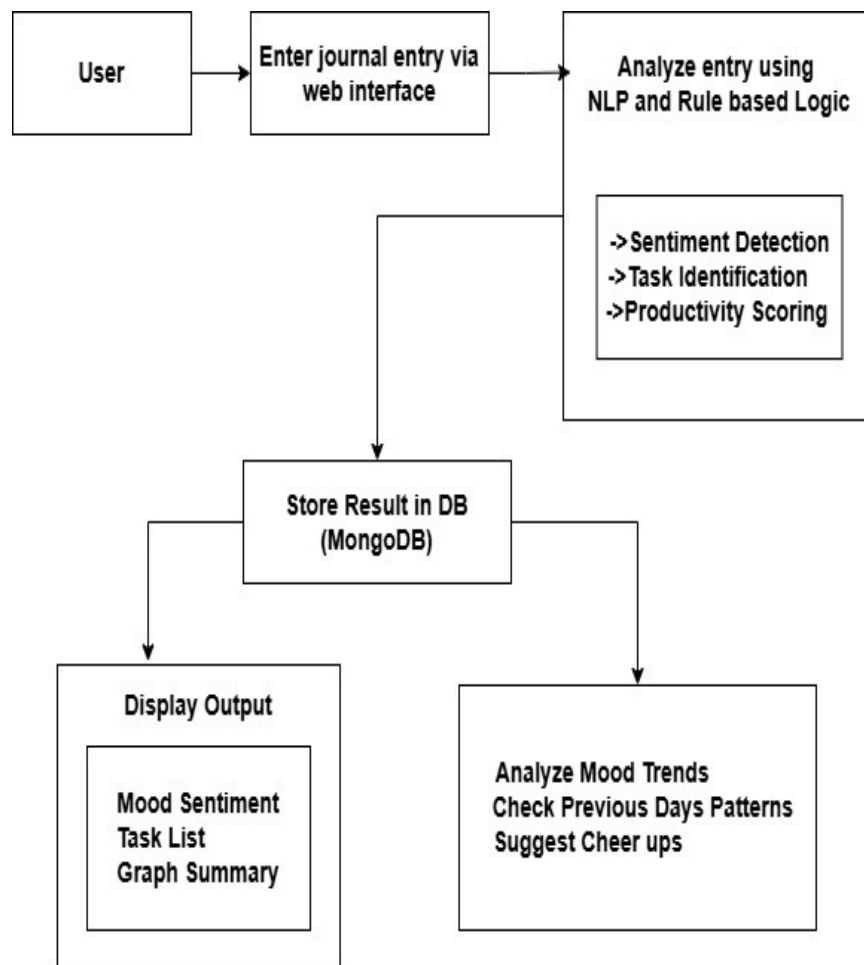 User
Enter journal entry via
web interface
Analyze entry using
NLP and Rule based Logic
->Sentiment Detection
->Task Identification
->Productivity Scoring
Store Result in DB
(MongoDB)
Display Output
Mood Sentiment
Task List
Graph Summary
Analyze Mood Trends
Check Previous Days Patterns
Suggest Cheer ups